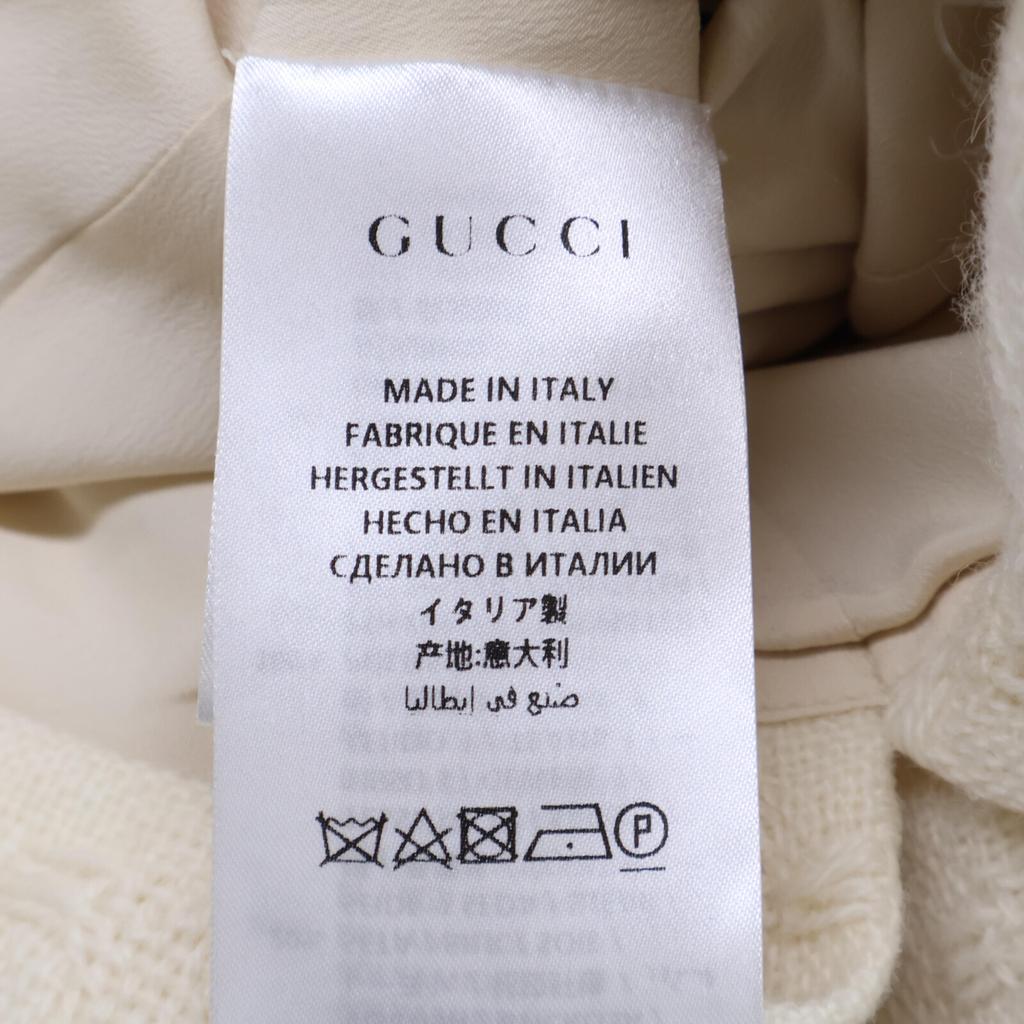 GUCCI
MADE IN ITALY
FABRIQUE EN ITALIE
HERGESTELLT IN ITALIEN
HECHO EN ITALIA
СДЕЛАНО В ИТАЛИИ
イタリア製
产地:意大利
صنع في إيطاليا
P